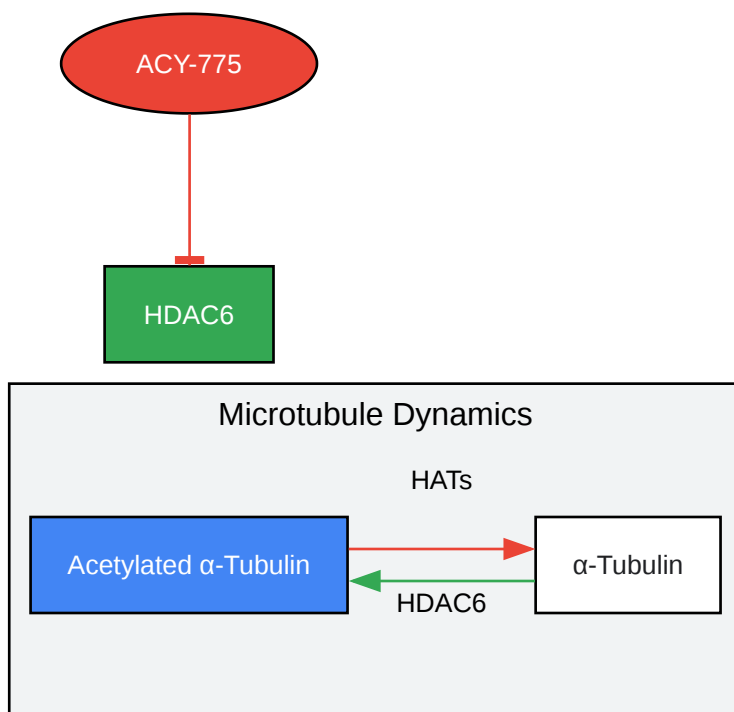 ACY-775
HDAC6
Microtubule Dynamics
HATs
Acetylated α-Tubulin
α-Tubulin
HDAC6